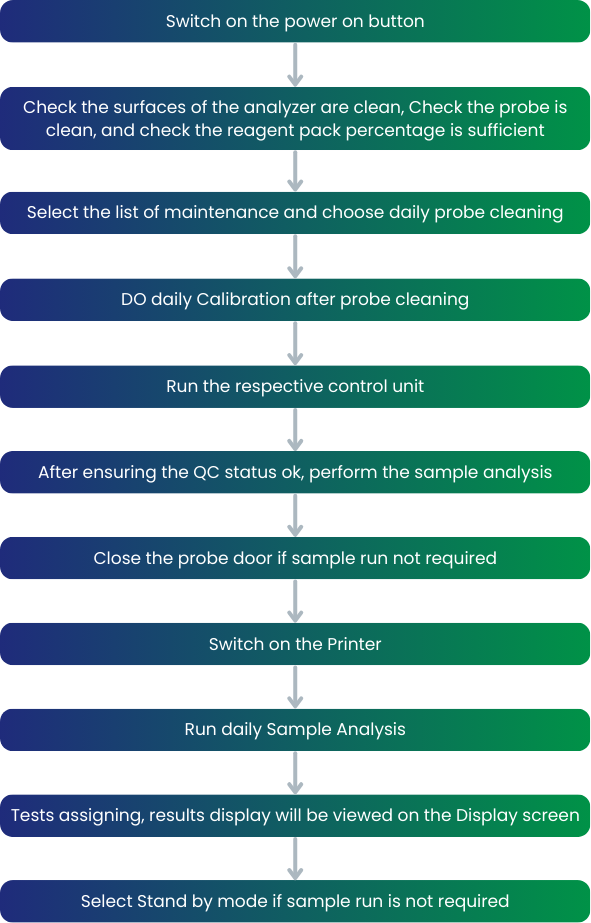 Switch on the power on button
Check the surfaces of the analyzer are clean, Check the probe is
clean, and check the reagent pack percentage is sufficient
Select the list of maintenance and choose daily probe cleaning
DO daily Calibration after probe cleaning
Run the respective control unit
After ensuring the QC status ok, perform the sample analysis
Close the probe door if sample run not required
Switch on the Printer
Run daily Sample Analysis
Tests assigning, results display will be viewed on the Display screen
Select Stand by mode if sample run is not required